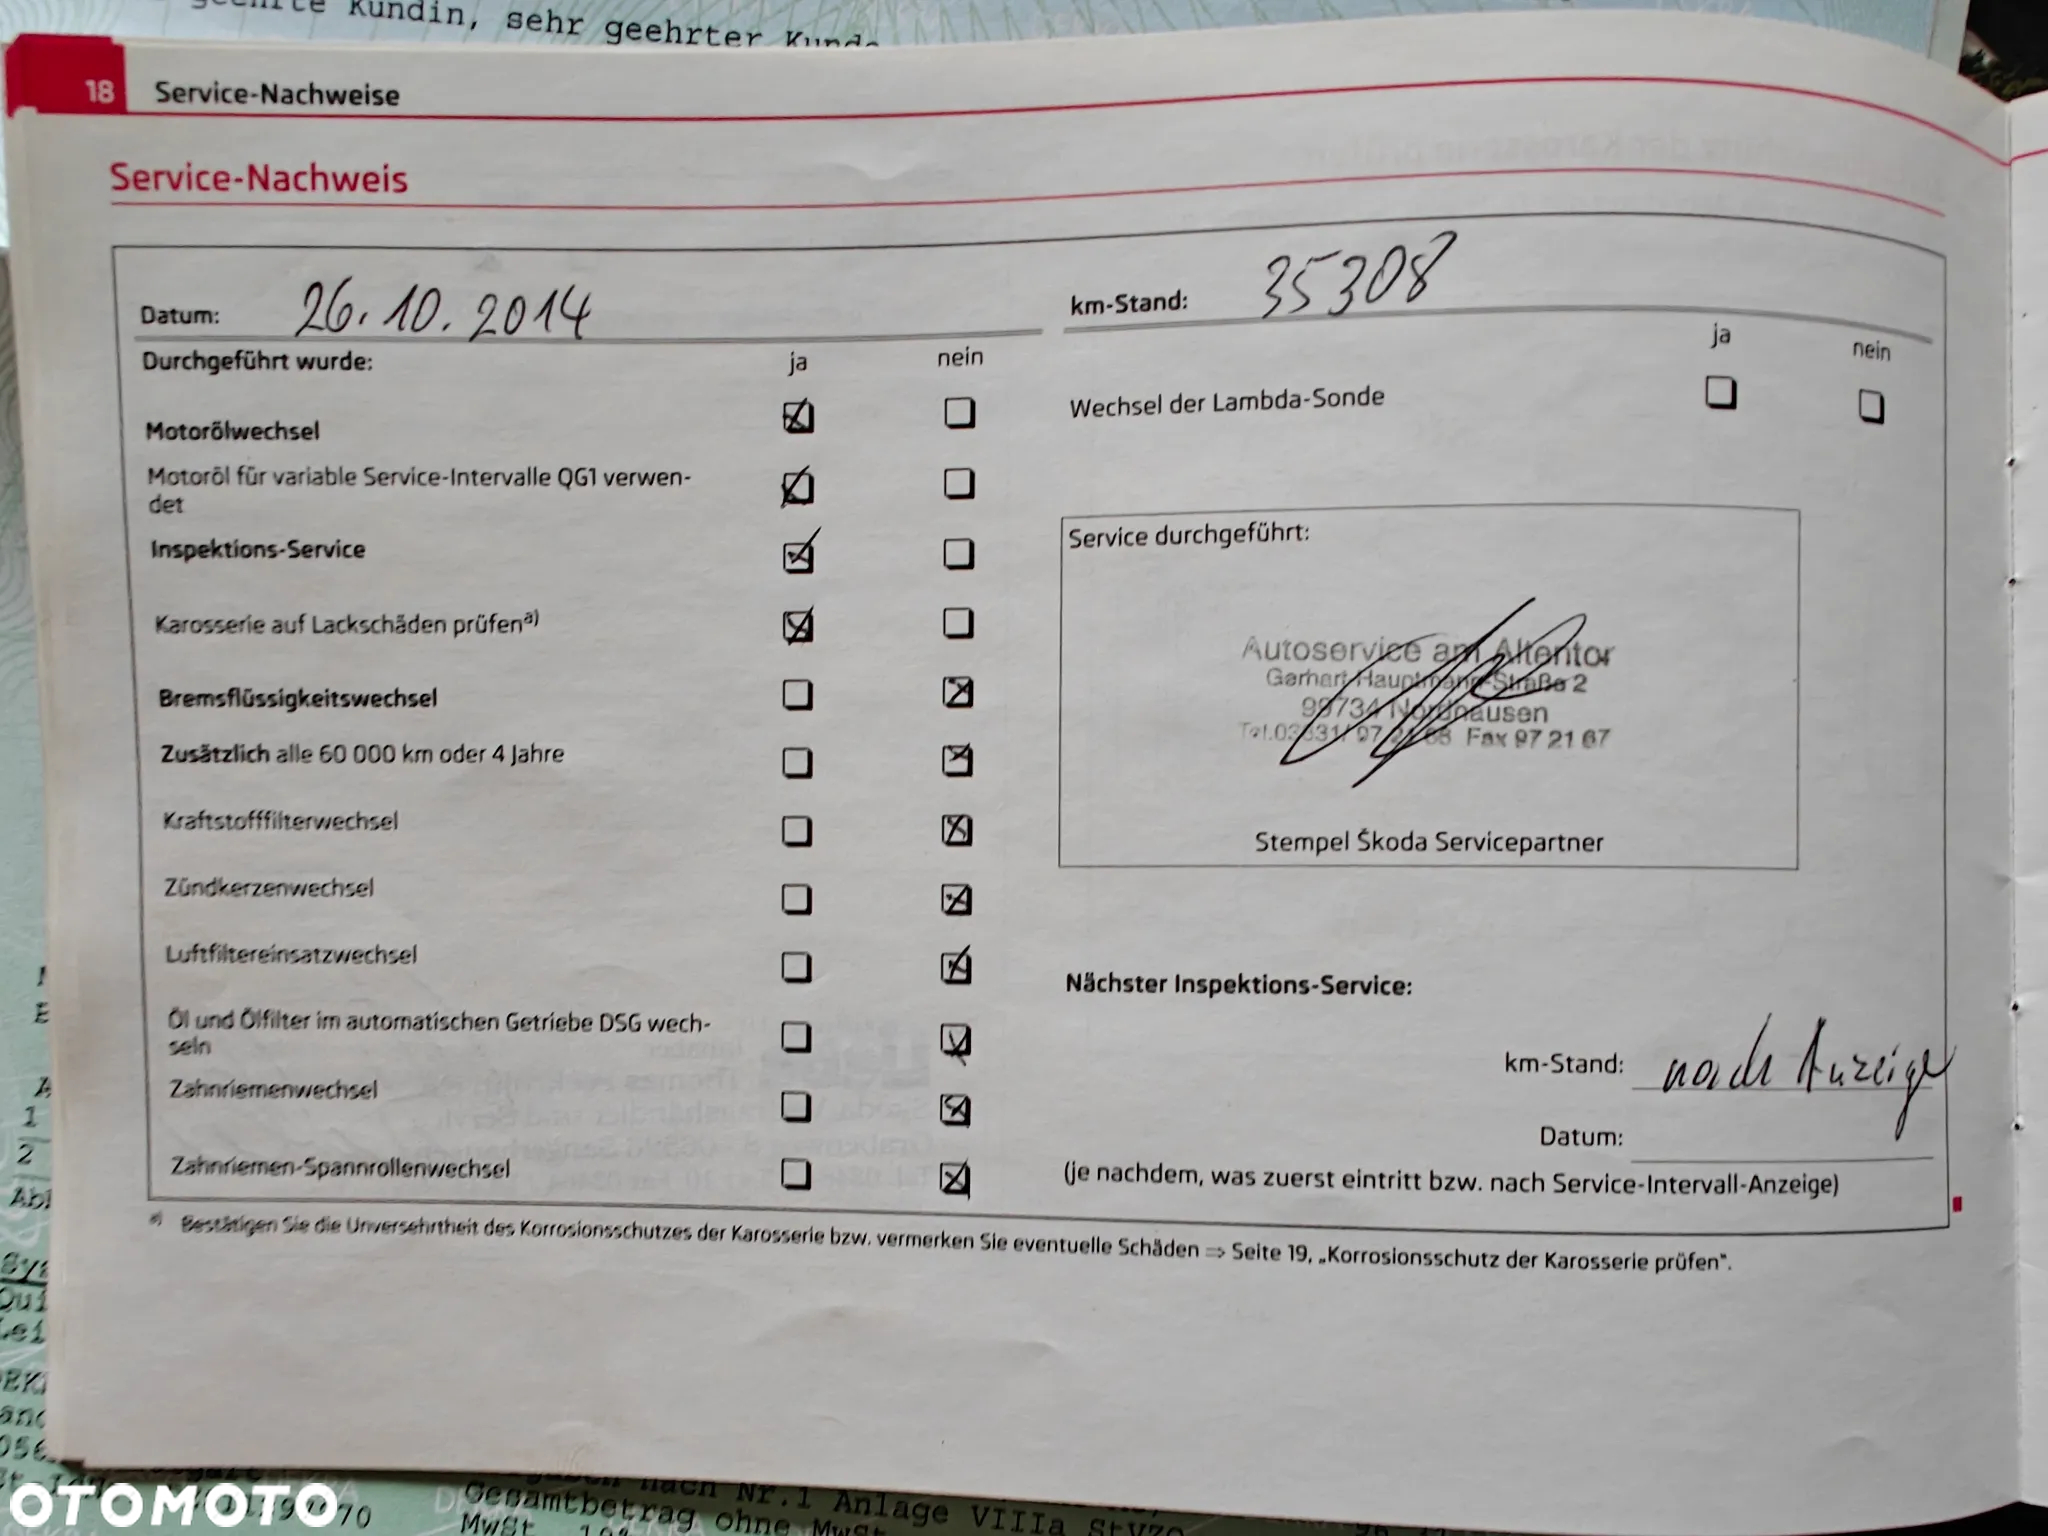 Kundin, sehr geehrter
18 Service-Nachweise
Service-Nachweis
Datum: 26.10.2014
km-Stand: 35308
Durchgeführt wurde: ja nein
ja nein
Motorölwechsel
Wechsel der Lambda-Sonde
Motoröl für variable Service-Intervalle QG1 verwen-
det
Inspektions-Service
Karosserie auf Lackschäden prüfen a)
Bremsflüssigkeitswechsel
Zusätzlich alle 60 000 km oder 4 Jahre
Kraftstofffilterwechsel
Zündkerzenwechsel
Luftfiltereinsatzwechsel
Öl und Ölfilter im automatischen Getriebe DSG wech-
seln
Zahnriemenwechsel
Zahnriemen-Spannrollenwechsel
Service durchgeführt:
Autoservice am Altentor
Gerhart-Hauptmann-Straße 2
99734 Nordhausen
Fax 97 21 67
Stempel Škoda Servicepartner
Nächster Inspektions-Service:
km-Stand: nach Anzeige
Datum:
(je nachdem, was zuerst eintritt bzw. nach Service-Intervall-Anzeige)
a) Bestätigen Sie die Unversehrtheit des Korrosionsschutzes der Karosserie bzw. vermerken Sie eventuelle Schäden ⇒ Seite 19, „Korrosionsschutz der Karosserie prüfen".
nach Nr.1 Anlage VIIIa StVZO
Gesamtbetrag ohne MwSt.
MwSt.
OTOMOTO